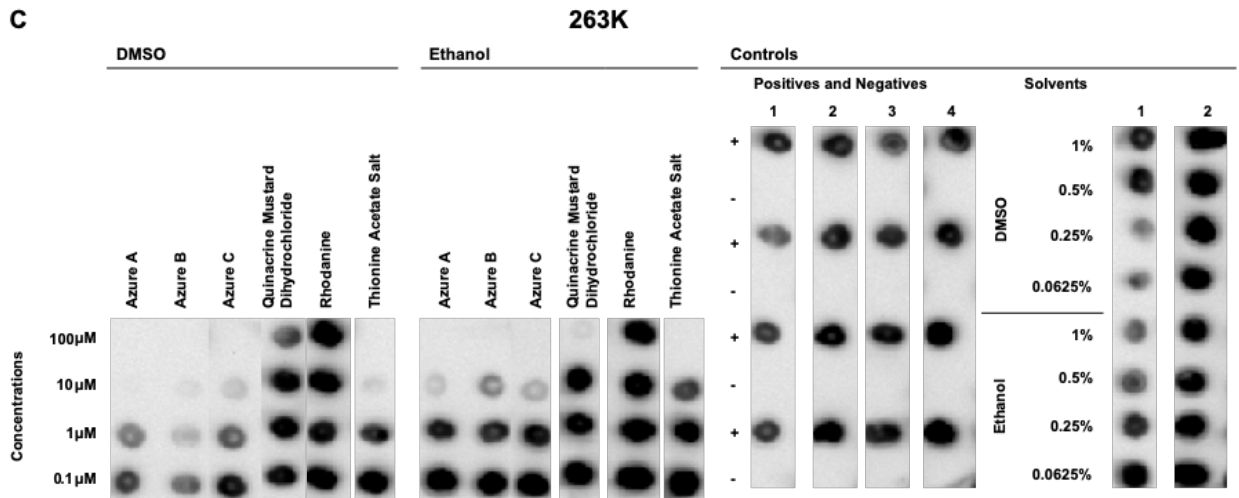 C
263K
DMSO
Ethanol
Controls
Positives and Negatives
Solvents
1
2
3
4
1
2
Azure A
Azure B
Azure C
Quinacrine Mustard
Dihydrochloride
Rhodanine
Thionine Acetate Salt
Azure A
Azure B
Azure C
Quinacrine Mustard
Dihydrochloride
Rhodanine
Thionine Acetate Salt
Concentrations
100µM
10µM
1µM
0.1µM
+
-
+
-
+
-
+
-
DMSO
1%
0.5%
0.25%
0.0625%
Ethanol
1%
0.5%
0.25%
0.0625%